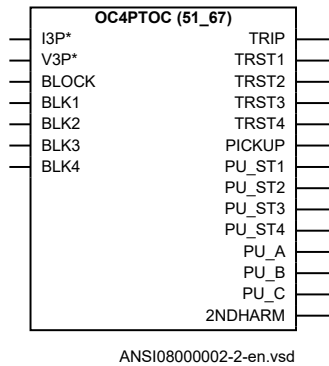 OC4PTOC (51_67)
I3P* TRIP
V3P* TRST1
BLOCK TRST2
BLK1 TRST3
BLK2 TRST4
BLK3 PICKUP
BLK4 PU_ST1
PU_ST2
PU_ST3
PU_ST4
PU_A
PU_B
PU_C
2NDHARM
ANSI08000002-2-en.vsd